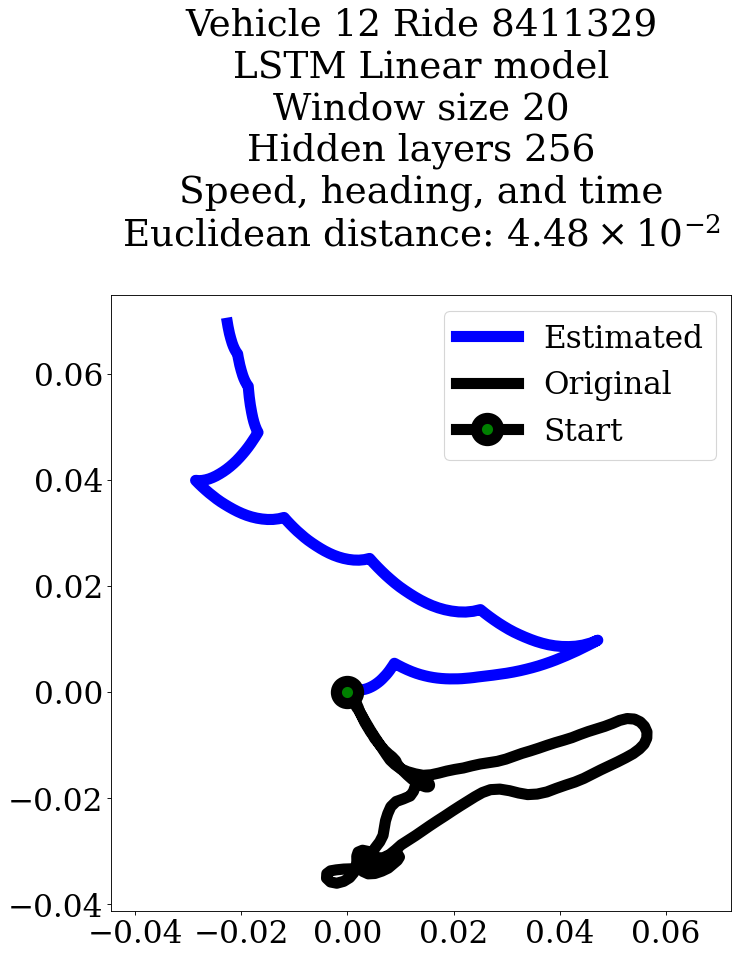 Vehicle 12 Ride 8411329
LSTM Linear model
Window size 20
Hidden layers 256
Speed, heading, and time
Euclidean distance: 4.48 × 10⁻²
Estimated
Original
Start
0.06
0.04
0.02
0.00
−0.02
−0.04
−0.04 −0.02 0.00 0.02 0.04 0.06